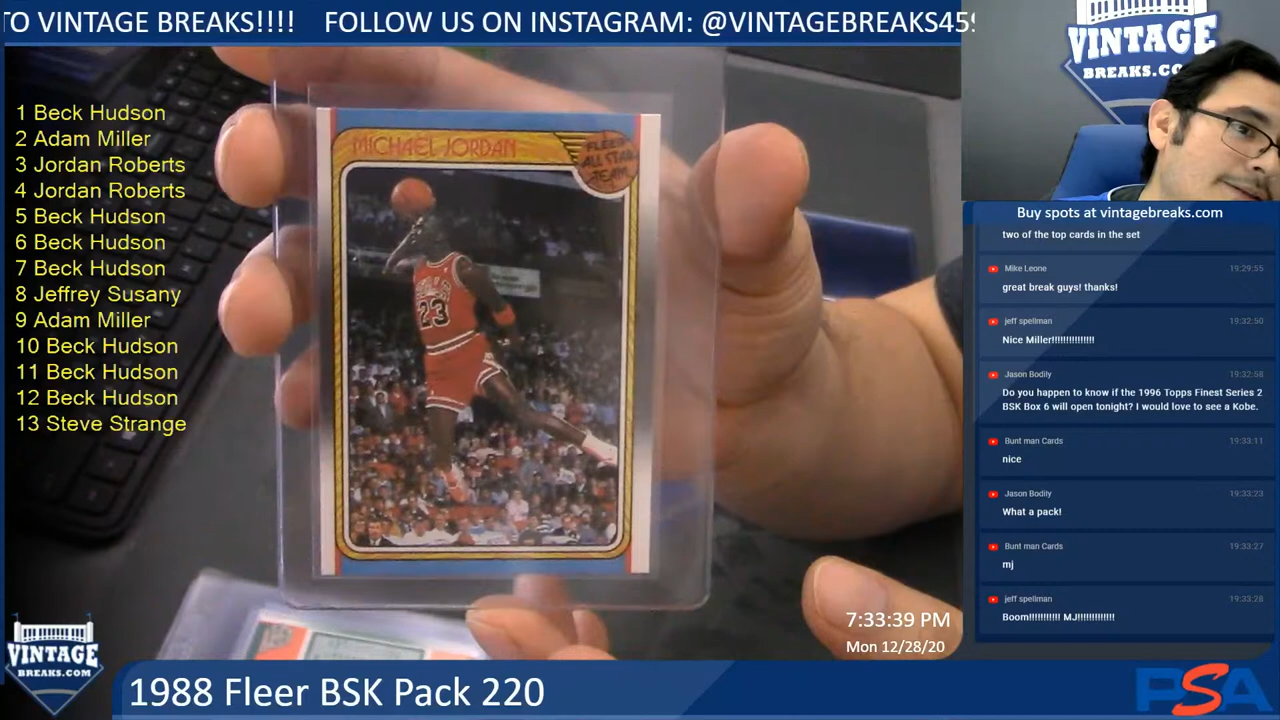 TO VINTAGE BREAKS!!!! FOLLOW US ON INSTAGRAM: @VINTAGEBREAKS459
1 Beck Hudson
2 Adam Miller
3 Jordan Roberts
4 Jordan Roberts
5 Beck Hudson
6 Beck Hudson
7 Beck Hudson
8 Jeffrey Susany
9 Adam Miller
10 Beck Hudson
11 Beck Hudson
12 Beck Hudson
13 Steve Strange
MICHAEL JORDAN
FLEER
ALL STAR
TEAM
BULLS
23
VINTAGE
BREAKS.COM
Buy spots at vintagebreaks.com
two of the top cards in the set
Mike Leone 19:29:55
great break guys! thanks!
jeff spellman 19:32:50
Nice Miller!!!!!!!!!!!!!!!
Jason Bodily 19:32:58
Do you happen to know if the 1996 Topps Finest Series 2
BSK Box 6 will open tonight? I would love to see a Kobe.
Bunt man Cards 19:33:11
nice
Jason Bodily 19:33:23
What a pack!
Bunt man Cards 19:33:27
mj
jeff spellman 19:33:28
Boom!!!!!!!!!!! MJ!!!!!!!!!!!!!
7:33:39 PM
Mon 12/28/20
VINTAGE
BREAKS.COM
1988 Fleer BSK Pack 220
PSA